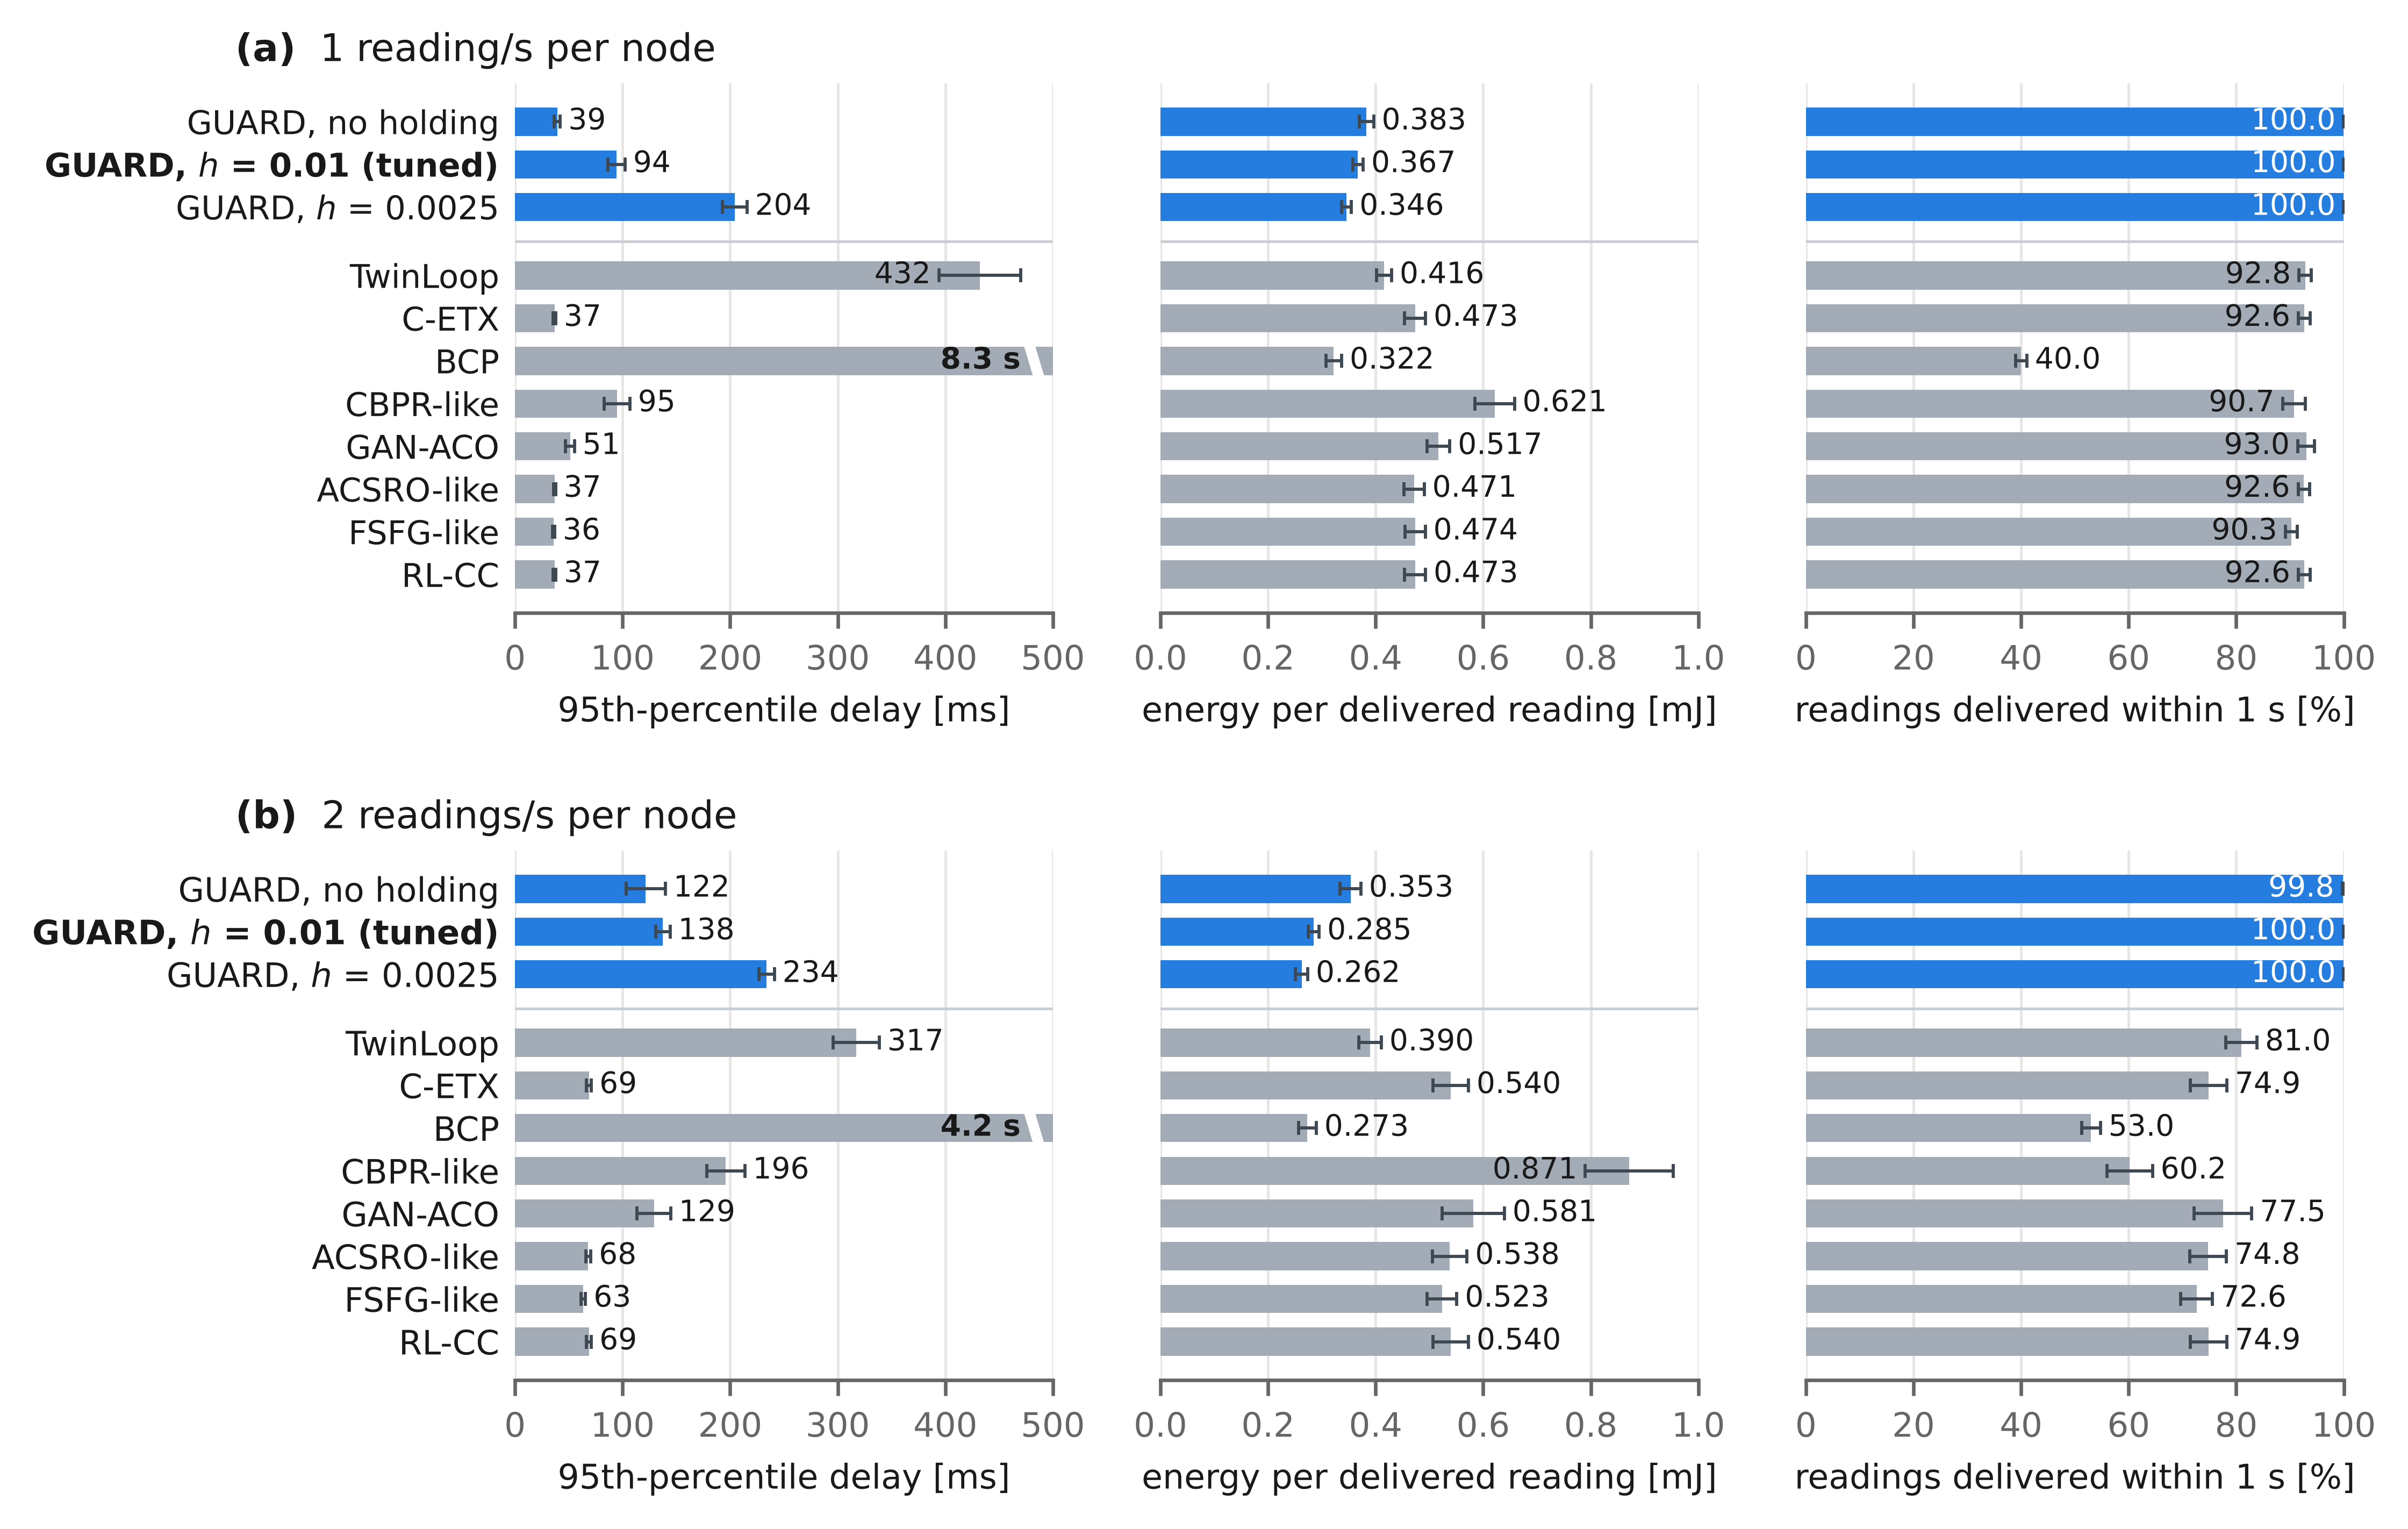 (a) 1 reading/s per node
GUARD, no holding 39 0.383 100.0
GUARD, h = 0.01 (tuned) 94 0.367 100.0
GUARD, h = 0.0025 204 0.346 100.0
TwinLoop 432 0.416 92.8
C-ETX 37 0.473 92.6
BCP 8.3 s 0.322 40.0
CBPR-like 95 0.621 90.7
GAN-ACO 51 0.517 93.0
ACSRO-like 37 0.471 92.6
FSFG-like 36 0.474 90.3
RL-CC 37 0.473 92.6
0 100 200 300 400 500 0.0 0.2 0.4 0.6 0.8 1.0 0 20 40 60 80 100
95th-percentile delay [ms] energy per delivered reading [mJ] readings delivered within 1 s [%]
(b) 2 readings/s per node
GUARD, no holding 122 0.353 99.8
GUARD, h = 0.01 (tuned) 138 0.285 100.0
GUARD, h = 0.0025 234 0.262 100.0
TwinLoop 317 0.390 81.0
C-ETX 69 0.540 74.9
BCP 4.2 s 0.273 53.0
CBPR-like 196 0.871 60.2
GAN-ACO 129 0.581 77.5
ACSRO-like 68 0.538 74.8
FSFG-like 63 0.523 72.6
RL-CC 69 0.540 74.9
0 100 200 300 400 500 0.0 0.2 0.4 0.6 0.8 1.0 0 20 40 60 80 100
95th-percentile delay [ms] energy per delivered reading [mJ] readings delivered within 1 s [%]